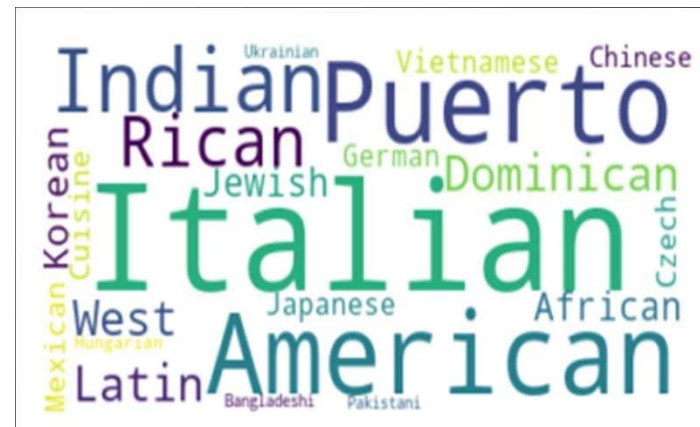 Ukrainian
Indian
Vietnamese
Chinese
Puerto
Rican
German
Korean
Cuisine
Jewish
Dominican
Italian
Czech
Mexican
West
Japanese
African
Hungarian
American
Latin
Bangladeshi
Pakistani